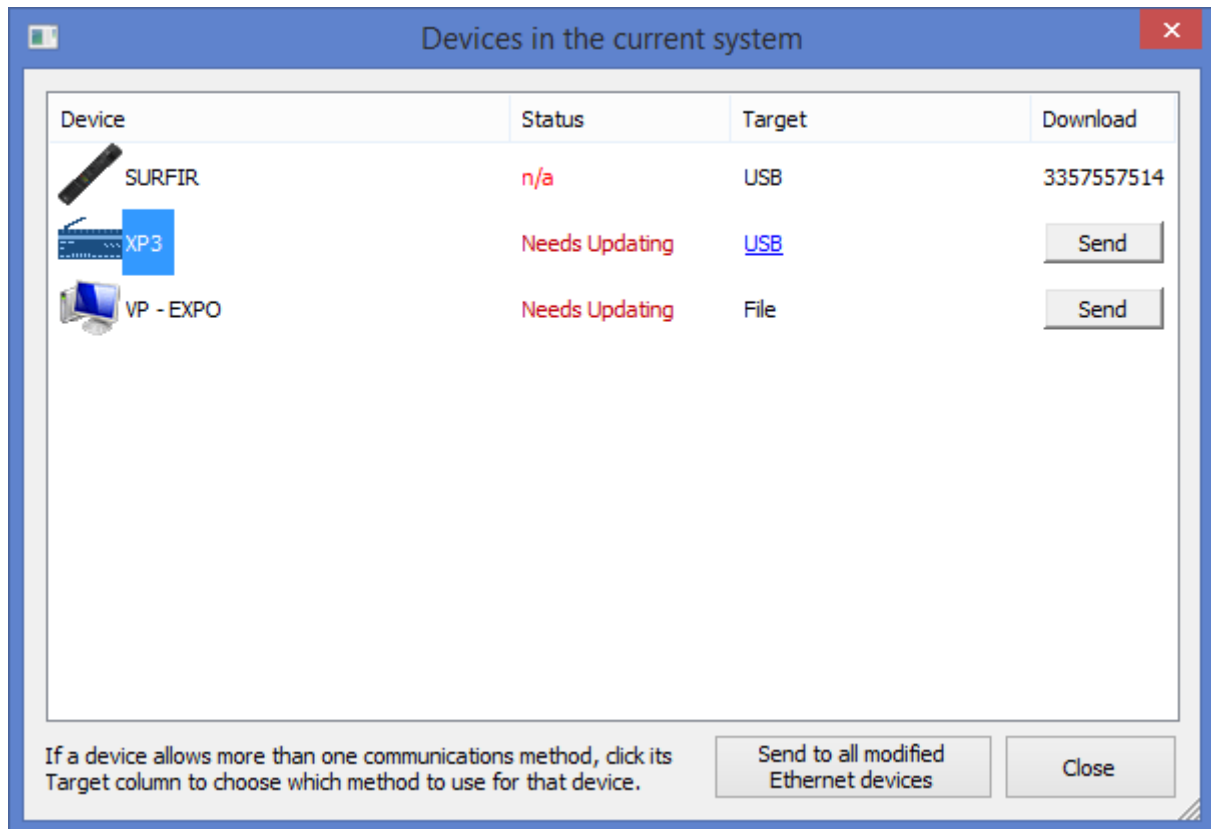 Devices in the current system
Device Status Target Download
SURFIR n/a USB 3357557514
XP3 Needs Updating USB Send
VP - EXPO Needs Updating File Send
If a device allows more than one communications method, click its
Target column to choose which method to use for that device.
Send to all modified
Ethernet devices
Close